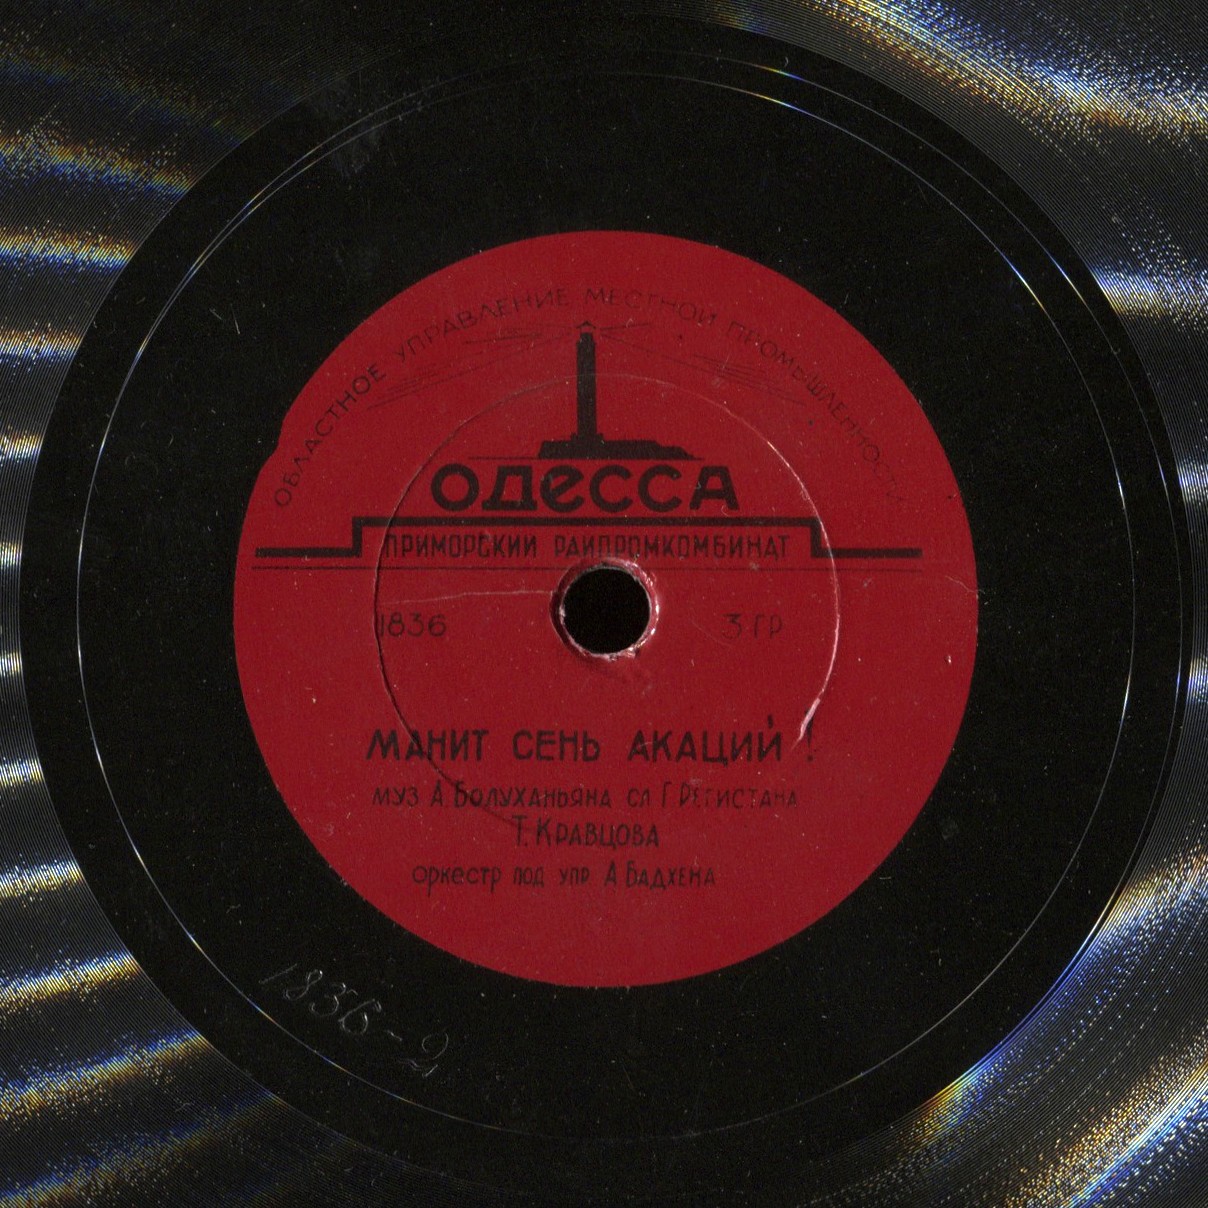 ОБЛАСТНОЕ УПРАВЛЕНИЕ МЕСТНОЙ ПРОМЫШЛЕННОСТИ
ОДеССА
ПРИМОРСКИЙ РАЙПРОМКОМБИНАТ
1836 3 ГР
МАНИТ СЕНЬ АКАЦИЙ !
муз А. Болуханьяна сл Г. Регистана
Т. Кравцова
оркестр под упр. А. Бадхена
1836-2